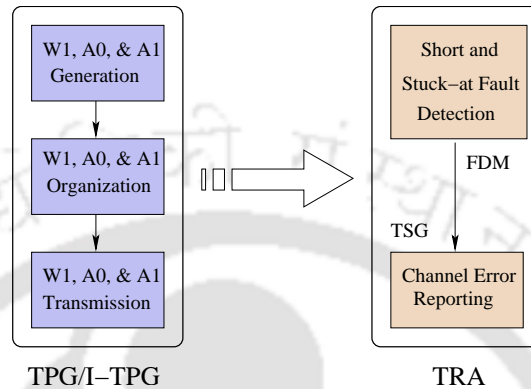 W1, A0, & A1
Generation
W1, A0, & A1
Organization
W1, A0, & A1
Transmission
TPG/I−TPG
Short and
Stuck−at Fault
Detection
FDM
TSG
Channel Error
Reporting
TRA